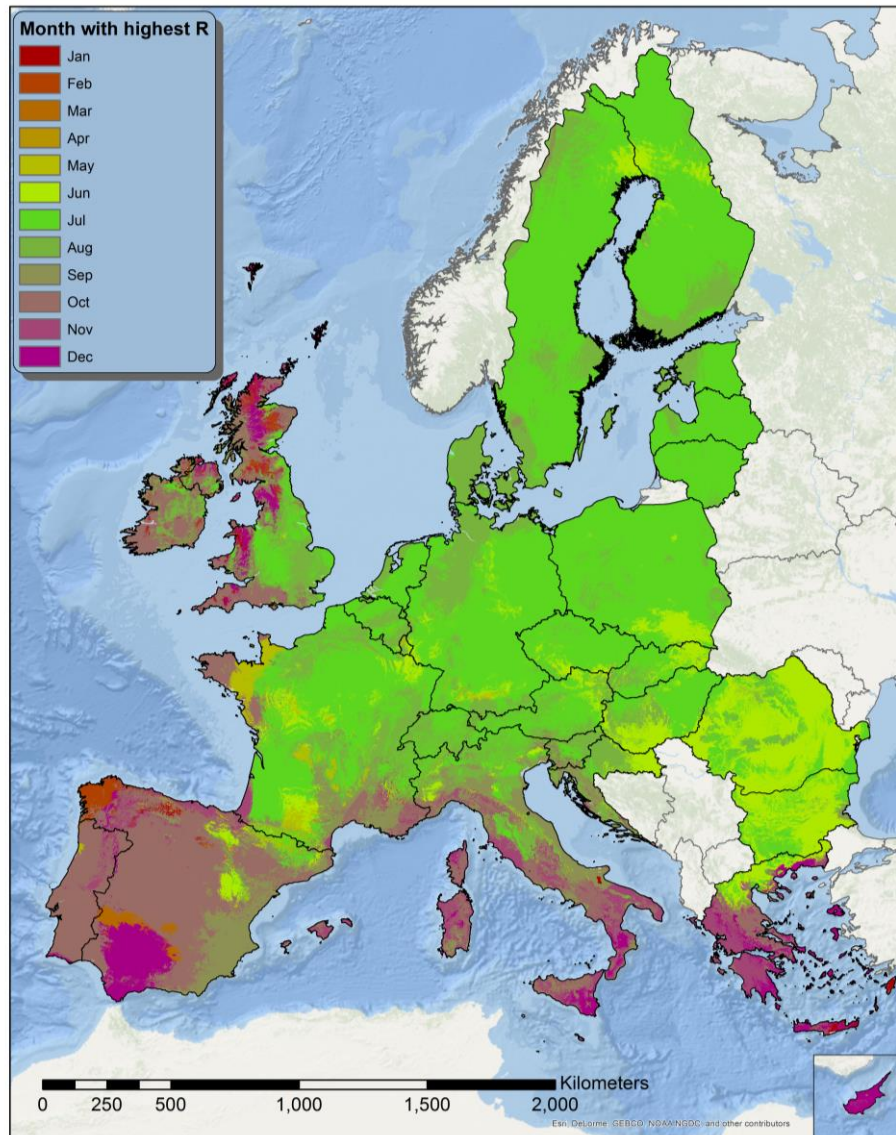 Month with highest R
Jan
Feb
Mar
Apr
May
Jun
Jul
Aug
Sep
Oct
Nov
Dec
Kilometers
0 250 500 1,000 1,500 2,000
Esri, DeLorme, GEBCO, NOAA NGDC, and other contributors